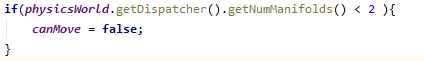 if(physicsWorld.getDispatcher().getNumManifolds() < 2 ){
    canMove = false;
}